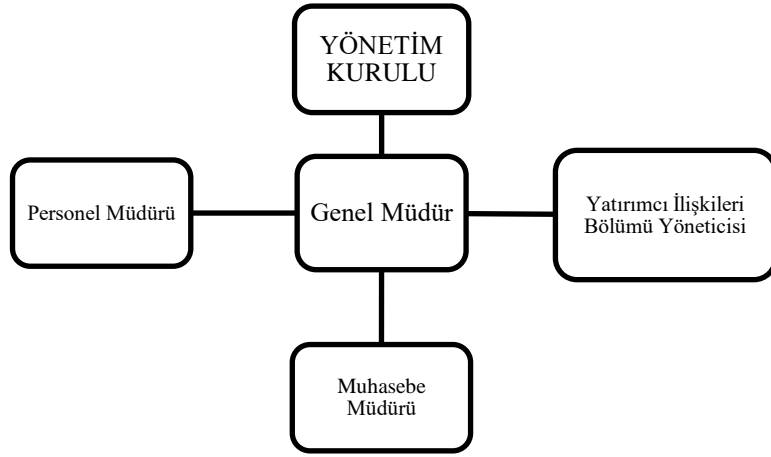 YÖNETİM
KURULU
Personel Müdürü
Genel Müdür
Yatırımcı İlişkileri
Bölümü Yöneticisi
Muhasebe
Müdürü